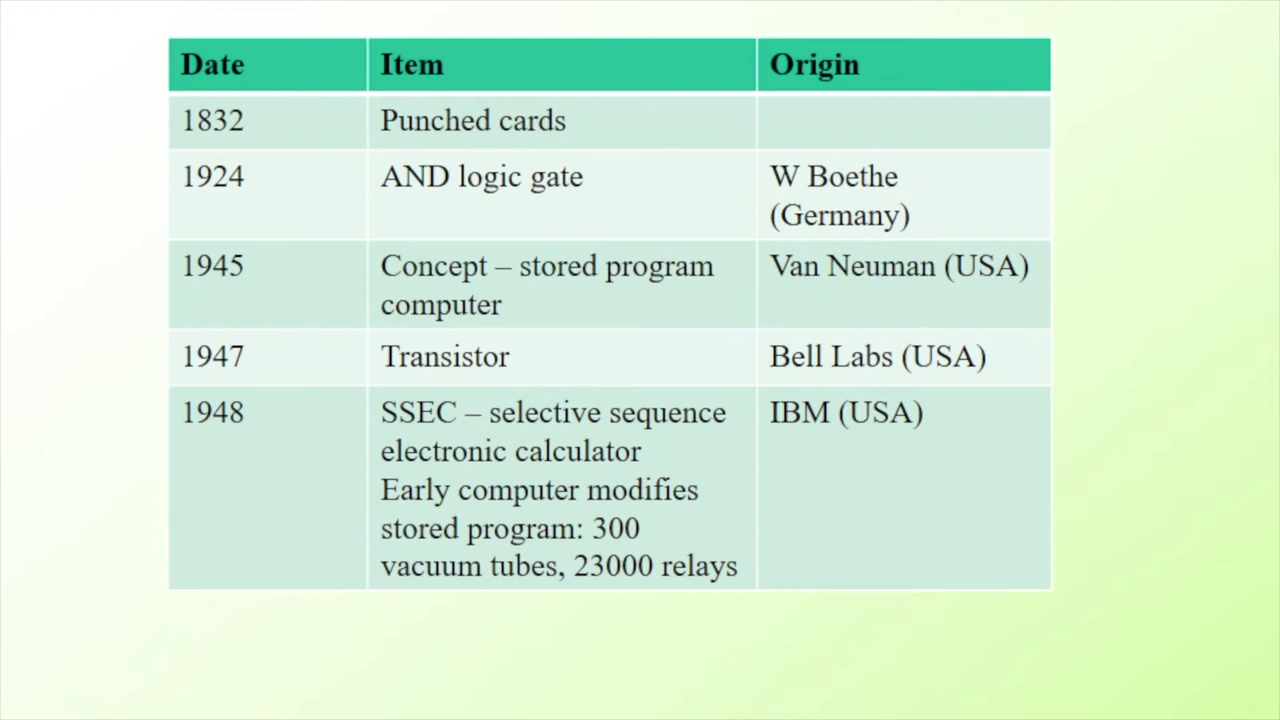 Date Item Origin
1832 Punched cards
1924 AND logic gate W Boethe
(Germany)
1945 Concept – stored program Van Neuman (USA)
computer
1947 Transistor Bell Labs (USA)
1948 SSEC – selective sequence IBM (USA)
electronic calculator
Early computer modifies
stored program: 300
vacuum tubes, 23000 relays